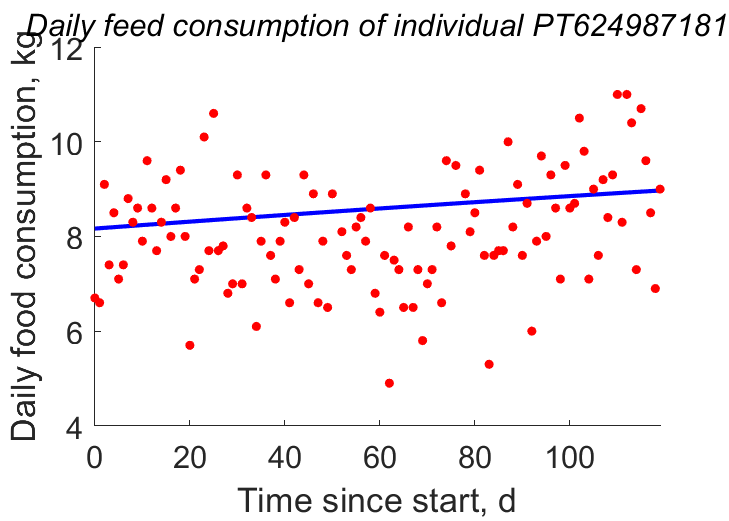 Daily feed consumption of individual PT624987181
Daily food consumption, kg
12
10
8
6
4
0 20 40 60 80 100
Time since start, d